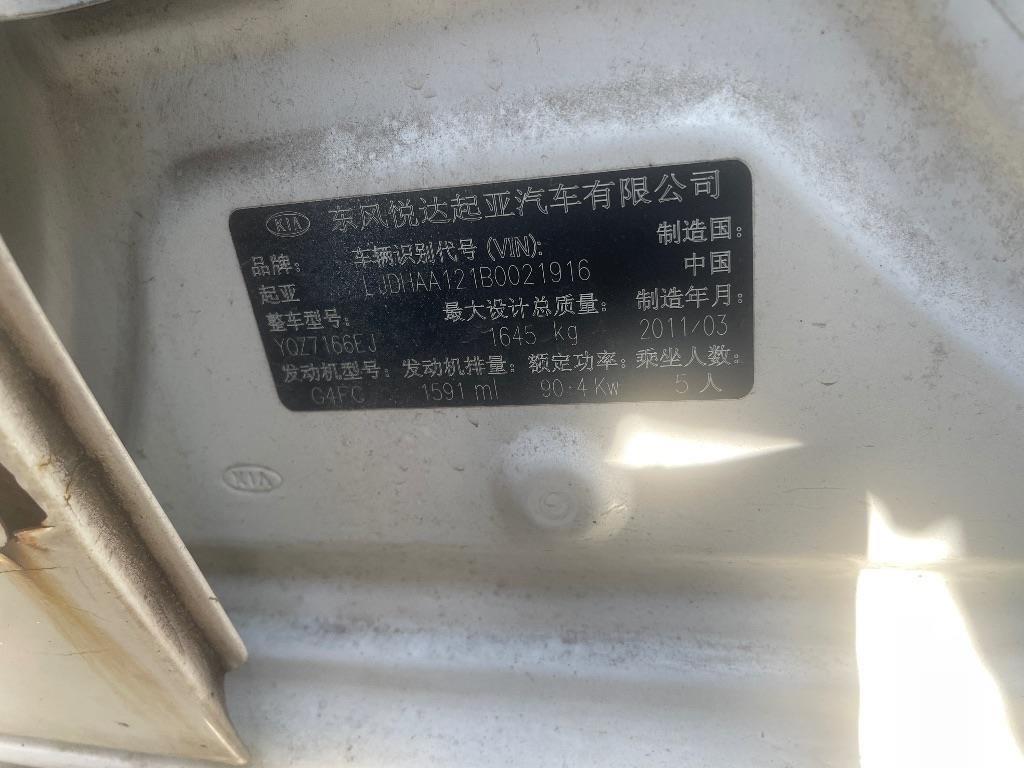 KIA 东风悦达起亚汽车有限公司
品牌: 车辆识别代号 (VIN): 制造国:
起亚 LJDHAA121B0021916 中国
整车型号: 最大设计总质量: 制造年月:
YQZ7166EJ 1645 kg 2011/03
发动机型号: 发动机排量: 额定功率: 乘坐人数:
G4FC 1591 ml 90.4 Kw 5 人
KIA